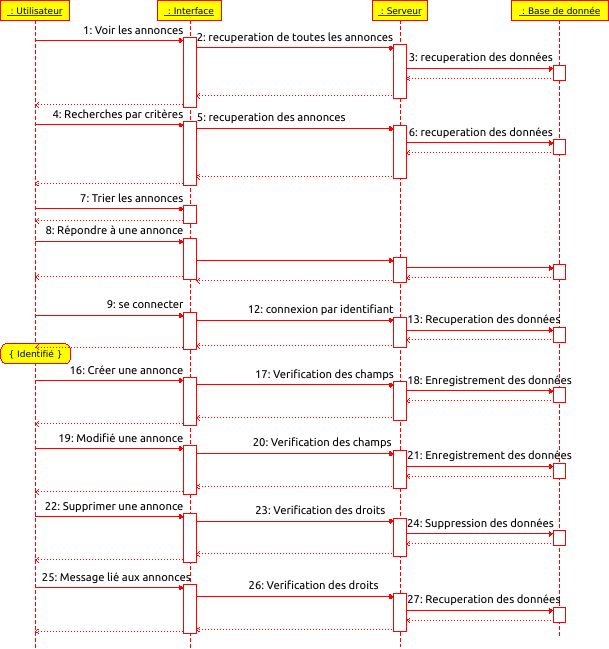 : Utilisateur
: Interface
: Serveur
: Base de donnée
1: Voir les annonces
2: recuperation de toutes les annonces
3: recuperation des données
4: Recherches par critères
5: recuperation des annonces
6: recuperation des données
7: Trier les annonces
8: Répondre à une annonce
9: se connecter
12: connexion par identifiant
13: Recuperation des données
{ Identifié }
16: Créer une annonce
17: Verification des champs
18: Enregistrement des données
19: Modifié une annonce
20: Verification des champs
21: Enregistrement des données
22: Supprimer une annonce
23: Verification des droits
24: Suppression des données
25: Message lié aux annonces
26: Verification des droits
27: Recuperation des données